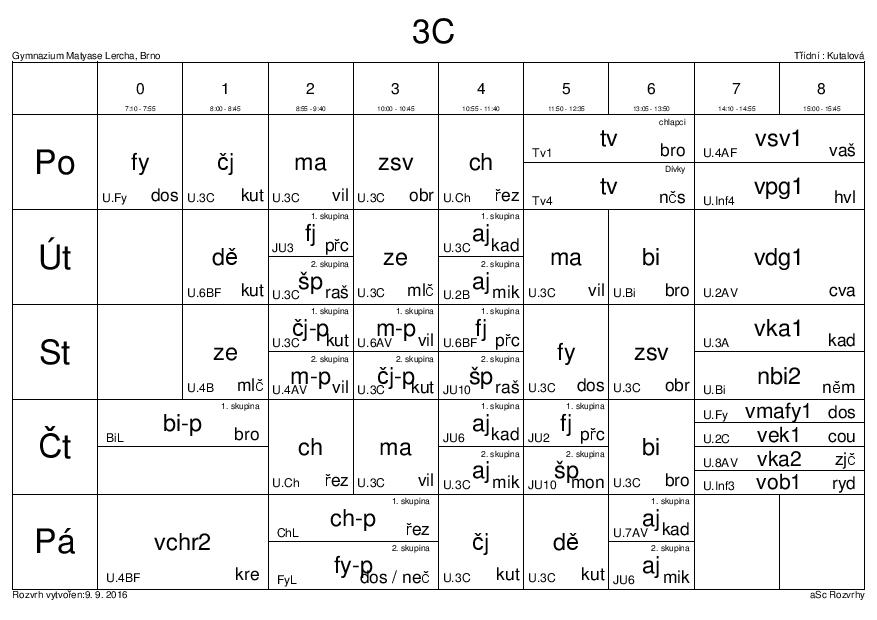 3C
Gymnazium Matyase Lercha, Brno
Třídní : Kutalová
0 1 2 3 4 5 6 7 8
7:10 - 7:55 8:00 - 8:45 8:55 - 9:40 10:00 - 10:45 10:55 - 11:40 11:50 - 12:35 13:05 - 13:50 14:10 - 14:55 15:00 - 15:45
Po
fy
U.Fy dos
čj
U.3C kut
ma
U.3C vil
zsv
U.3C obr
ch
U.Ch řez
chlapci
tv
Tv1 bro
Dívky
tv
Tv4 nčs
vsv1
U.4AF vaš
vpg1
U.Inf4 hvl
Út
dě
U.6BF kut
1. skupina
fj
JU3 přc
2. skupina
šp
U.3C raš
ze
U.3C mlč
1. skupina
aj
U.3C kad
2. skupina
aj
U.2B mik
ma
U.3C vil
bi
U.Bi bro
vdg1
U.2AV cva
St
ze
U.4B mlč
1. skupina
čj-p
U.3C kut
2. skupina
m-p
U.4AV vil
1. skupina
m-p
U.6AV vil
2. skupina
čj-p
U.3C kut
1. skupina
fj
U.6BF přc
2. skupina
šp
JU10 raš
fy
U.3C dos
zsv
U.3C obr
vka1
U.3A kad
nbi2
U.Bi něm
Čt
1. skupina
bi-p
BiL bro
ch
U.Ch řez
ma
U.3C vil
1. skupina
aj
JU6 kad
2. skupina
aj
U.3C mik
1. skupina
fj
JU2 přc
2. skupina
šp
JU10 mon
bi
U.3C bro
U.Fy vmafy1 dos
U.2C vek1 cou
U.8AV vka2 zjč
U.Inf3 vob1 ryd
Pá
vchr2
U.4BF kre
1. skupina
ch-p
ChL řez
2. skupina
fy-p
FyL dos / neč
čj
U.3C kut
dě
U.3C kut
1. skupina
aj
U.7AV kad
2. skupina
aj
JU6 mik
Rozvrh vytvořen:9. 9. 2016
aSc Rozvrhy